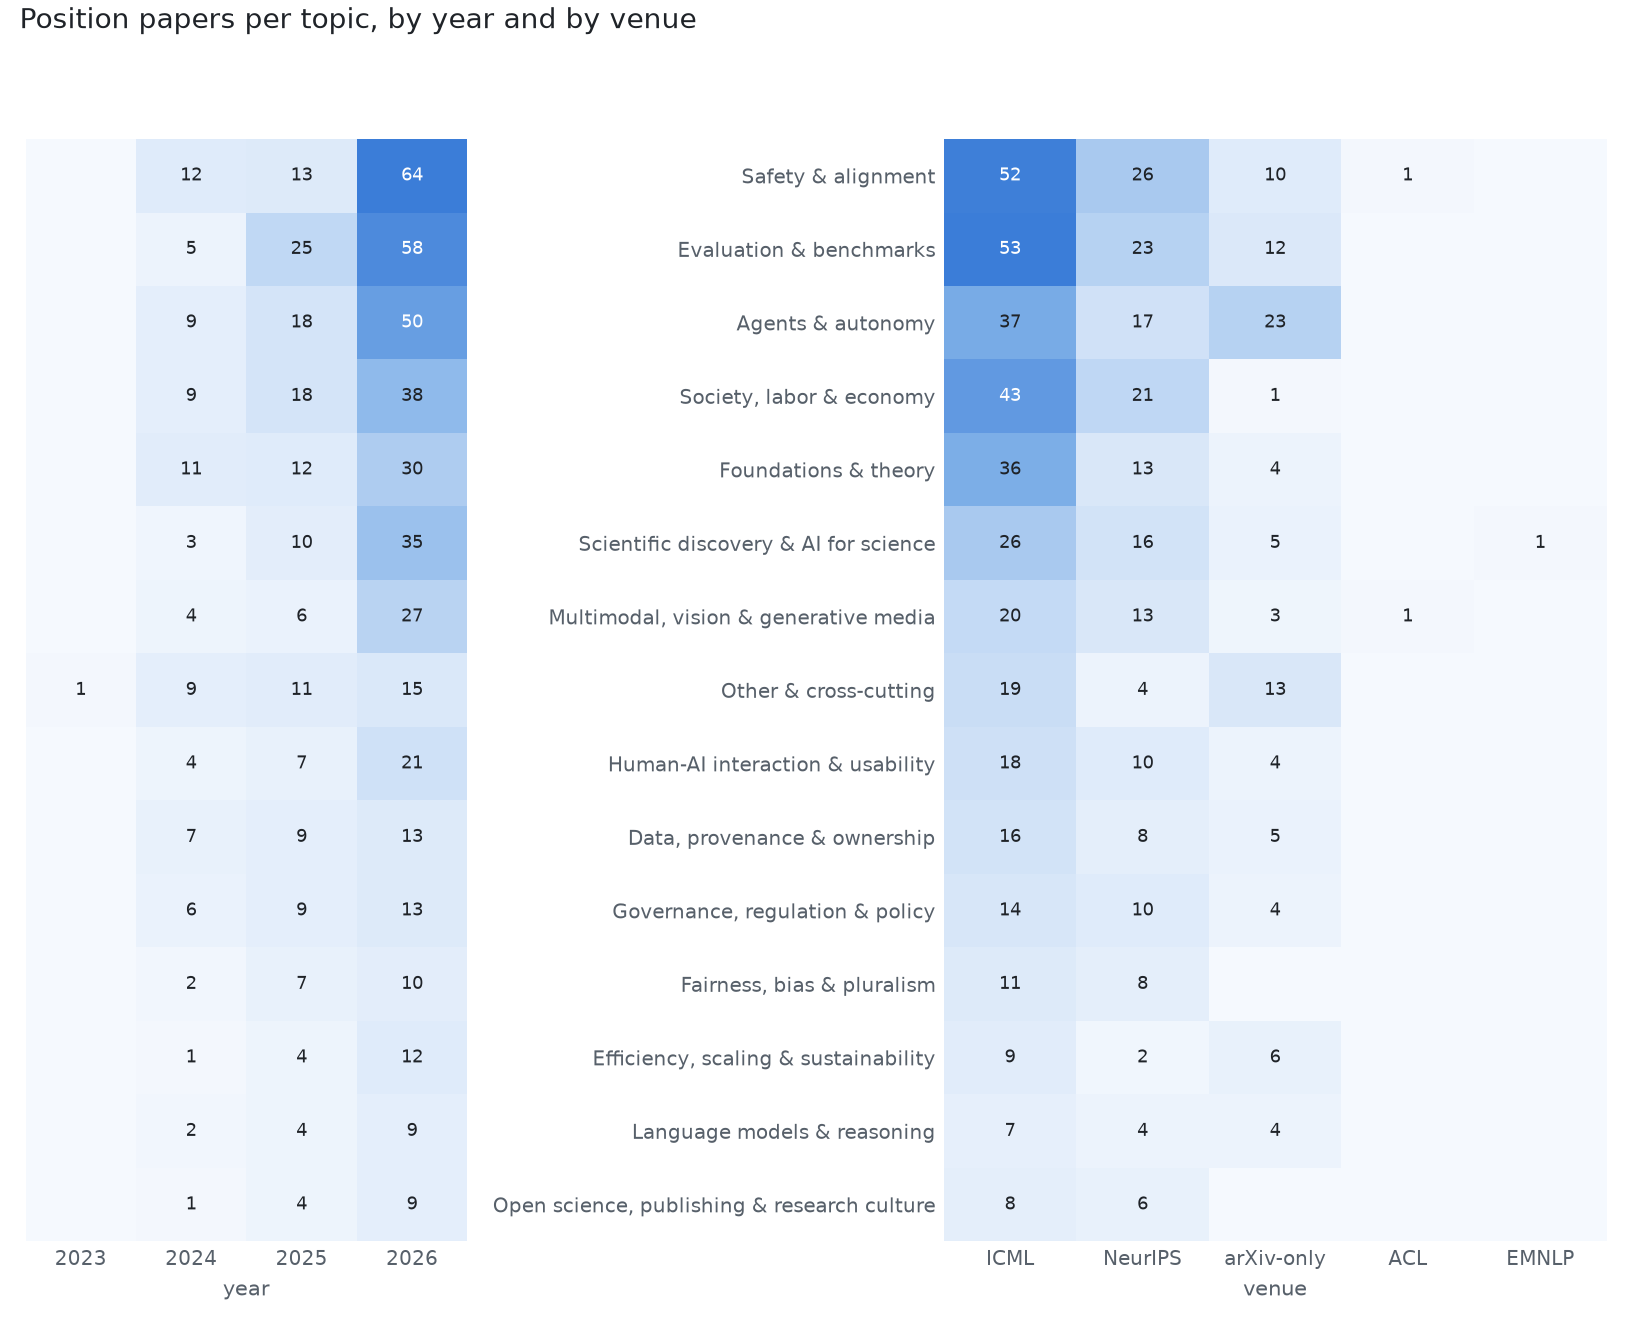 Position papers per topic, by year and by venue
12 13 64 Safety & alignment 52 26 10 1
5 25 58 Evaluation & benchmarks 53 23 12
9 18 50 Agents & autonomy 37 17 23
9 18 38 Society, labor & economy 43 21 1
11 12 30 Foundations & theory 36 13 4
3 10 35 Scientific discovery & AI for science 26 16 5 1
4 6 27 Multimodal, vision & generative media 20 13 3 1
1 9 11 15 Other & cross-cutting 19 4 13
4 7 21 Human-AI interaction & usability 18 10 4
7 9 13 Data, provenance & ownership 16 8 5
6 9 13 Governance, regulation & policy 14 10 4
2 7 10 Fairness, bias & pluralism 11 8
1 4 12 Efficiency, scaling & sustainability 9 2 6
2 4 9 Language models & reasoning 7 4 4
1 4 9 Open science, publishing & research culture 8 6
2023 2024 2025 2026 ICML NeurIPS arXiv-only ACL EMNLP
year venue